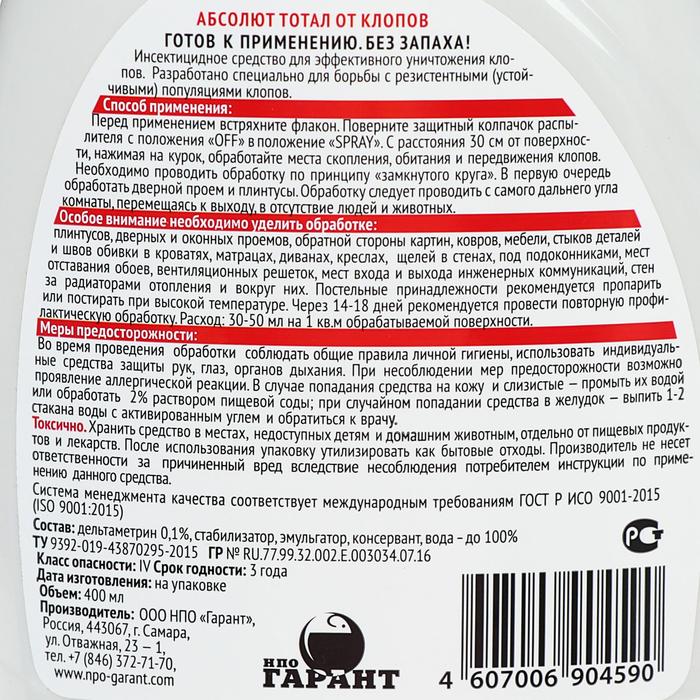 АБСОЛЮТ ТОТАЛ ОТ КЛОПОВ
ГОТОВ К ПРИМЕНЕНИЮ. БЕЗ ЗАПАХА!
Инсектицидное средство для эффективного уничтожения кло-
пов. Разработано специально для борьбы с резистентными (устой-
чивыми) популяциями клопов.
Способ применения:
Перед применением встряхните флакон. Поверните защитный колпачок распы-
лителя с положения «OFF» в положение «SPRAY». С расстояния 30 см от поверхнос-
ти, нажимая на курок, обработайте места скопления, обитания и передвижения клопов.
Необходимо проводить обработку по принципу «замкнутого круга». В первую очередь
обработать дверной проем и плинтусы. Обработку следует проводить с самого дальнего угла
комнаты, перемещаясь к выходу, в отсутствие людей и животных.
Особое внимание необходимо уделить обработке:
плинтусов, дверных и оконных проемов, обратной стороны картин, ковров, мебели, стыков деталей
и швов обивки в кроватях, матрацах, диванах, креслах, щелей в стенах, под подоконниками, мест
отставания обоев, вентиляционных решеток, мест входа и выхода инженерных коммуникаций, стен
за радиаторами отопления и вокруг них. Постельные принадлежности рекомендуется пропарить
или постирать при высокой температуре. Через 14-18 дней рекомендуется провести повторную профи-
лактическую обработку. Расход: 30-50 мл на 1 кв.м обрабатываемой поверхности.
Меры предосторожности:
Во время проведения обработки соблюдать общие правила личной гигиены, использовать индивидуаль-
ные средства защиты рук, глаз, органов дыхания. При несоблюдении мер предосторожности возможно
проявление аллергической реакции. В случае попадания средства на кожу и слизистые – промыть их водой
или обработать 2% раствором пищевой соды; при случайном попадании средства в желудок – выпить 1-2
стакана воды с активированным углем и обратиться к врачу.
Токсично. Хранить средство в местах, недоступных детям и домашним животным, отдельно от пищевых продук-
тов и лекарств. После использования упаковку утилизировать как бытовые отходы. Производитель не несет
ответственности за причиненный вред вследствие несоблюдения потребителем инструкции по приме-
нению данного средства.
Система менеджмента качества соответствует международным требованиям ГОСТ Р ИСО 9001-2015
(ISO 9001:2015)
Состав: дельтаметрин 0,1%, стабилизатор, эмульгатор, консервант, вода – до 100%
ТУ 9392-019-43870295-2015 ГР № RU.77.99.32.002.E.003034.07.16
Класс опасности: IV Срок годности: 3 года
Дата изготовления: на упаковке
Объем: 400 мл
Производитель: ООО НПО «Гарант»,
Россия, 443067, г. Самара,
ул. Отважная, 23 – 1,
тел. +7 (846) 372-71-70,
www.npo-garant.com
РСТ
НПО
ГАРАНТ
4 607006 904590